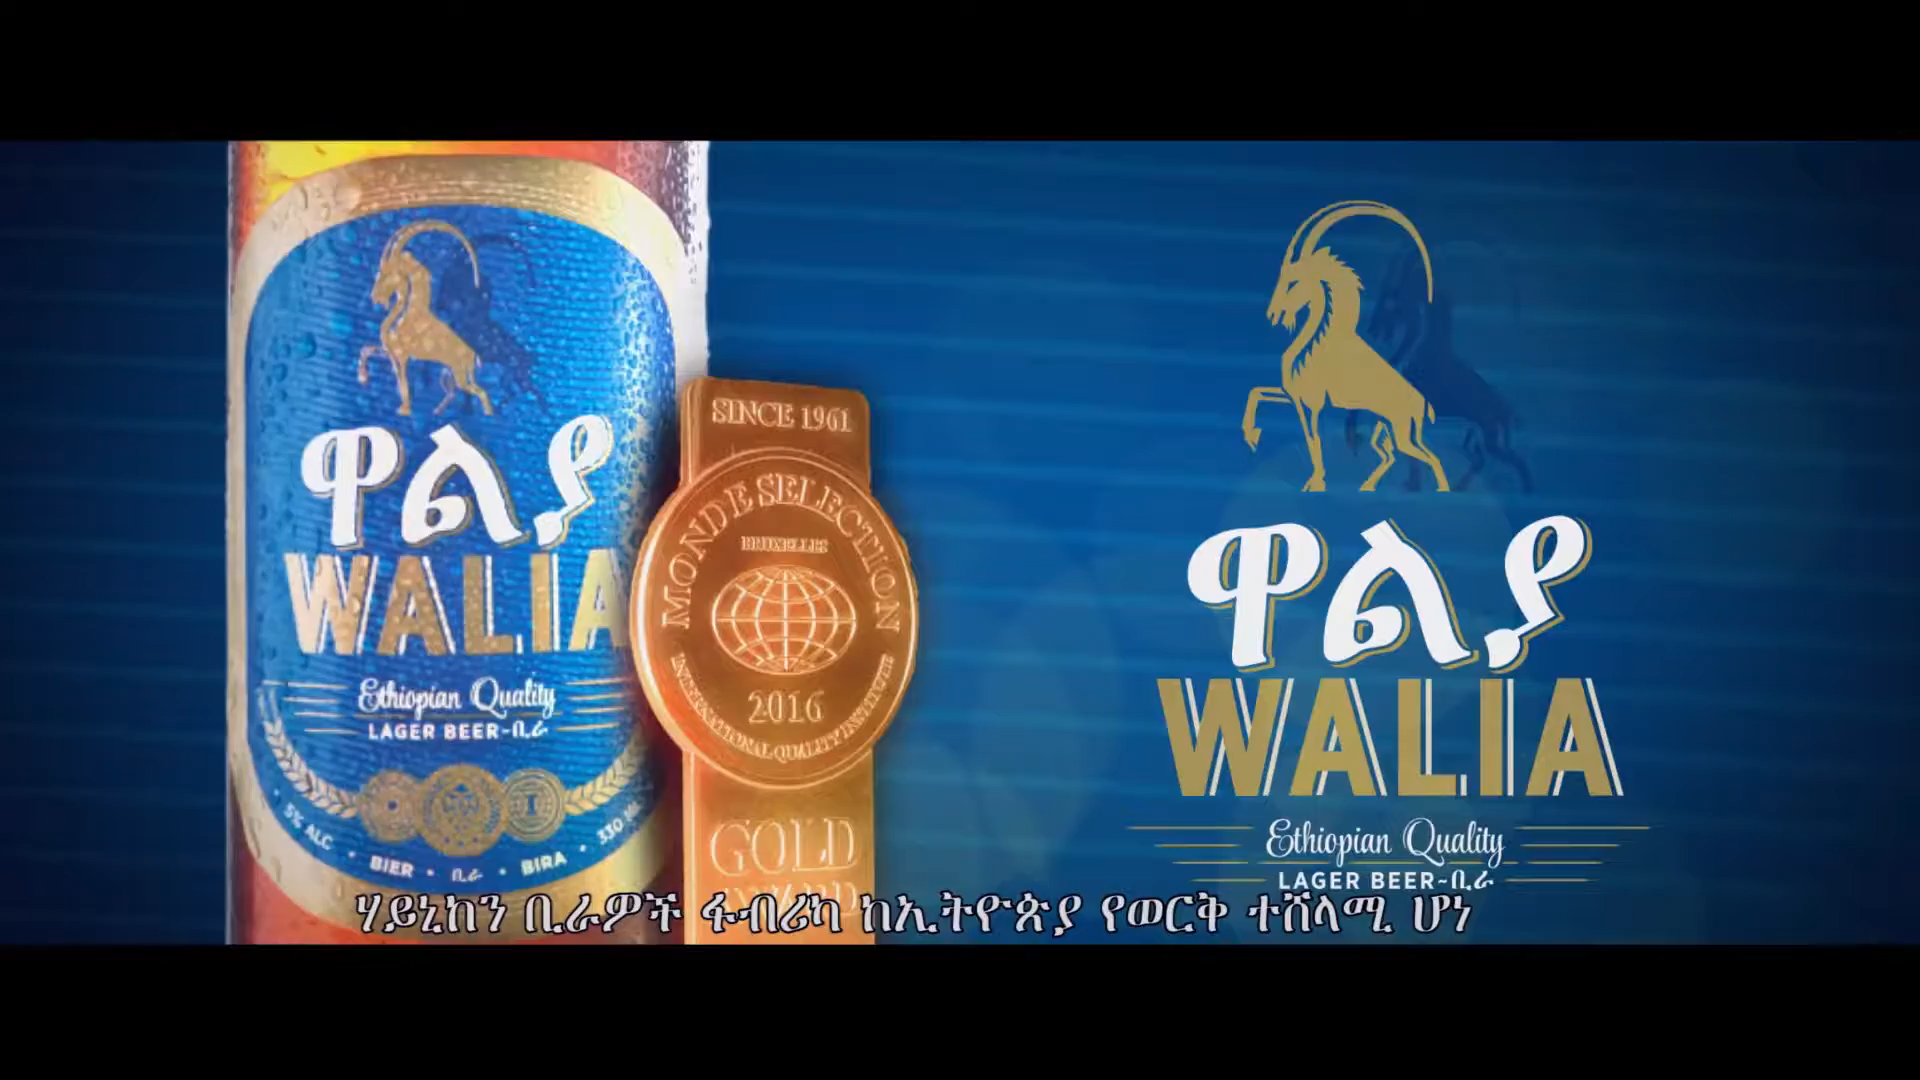 ዋልያ
WALIA
Ethiopian Quality
LAGER BEER-ቢራ
5% ALC • BIER • ቢራ • BIRA • 330 ML
SINCE 1961
MONDE SELECTION
BRUXELLES
2016
INTERNATIONAL QUALITY INSTITUTE
GOLD
ዋልያ
WALIA
Ethiopian Quality
LAGER BEER~ቢራ
ሃይኒከን ቢራዎች ፋብሪካ ከኢትዮጵያ የወርቅ ተሸላሚ ሆነ